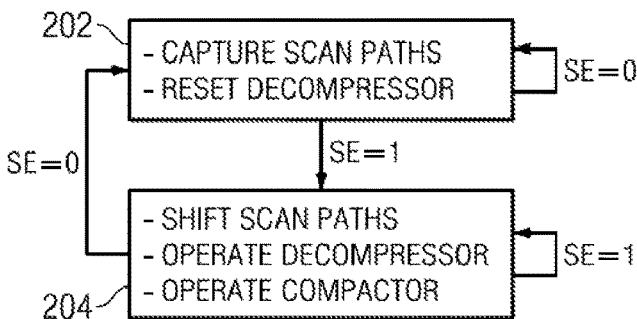 202
- CAPTURE SCAN PATHS
- RESET DECOMPRESSOR
SE=0
SE=0
SE=1
- SHIFT SCAN PATHS
- OPERATE DECOMPRESSOR
- OPERATE COMPACTOR
SE=1
204